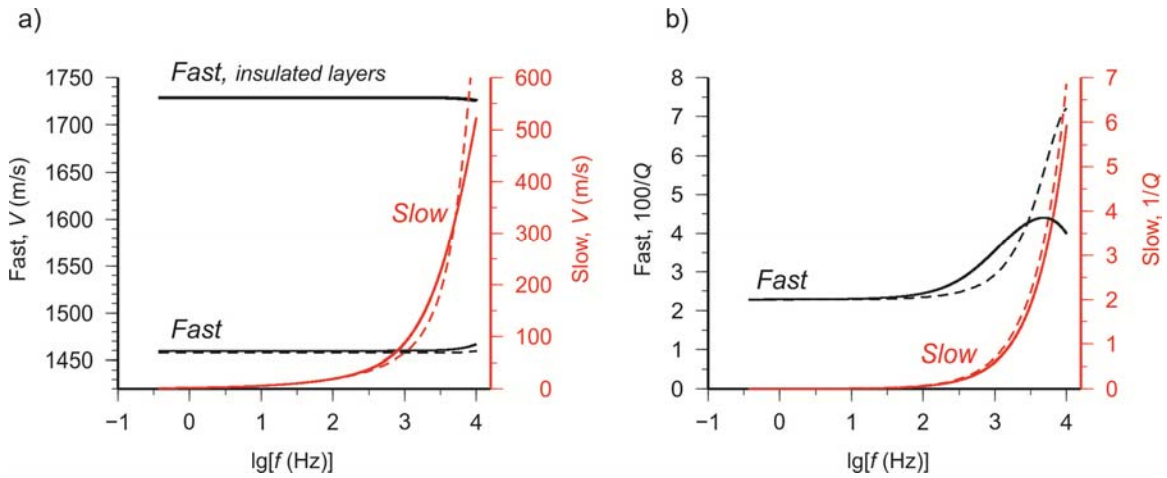 a)
Fast, insulated layers
Fast, V (m/s)
1750
1700
1650
1600
1550
1500
1450
Slow
Fast
600
500
400
300
200
100
0
Slow, V (m/s)
−1 0 1 2 3 4
lg[f (Hz)]
b)
Fast, 100/Q
8
7
6
5
4
3
2
1
0
Fast
Slow
7
6
5
4
3
2
1
0
Slow, 1/Q
−1 0 1 2 3 4
lg[f (Hz)]